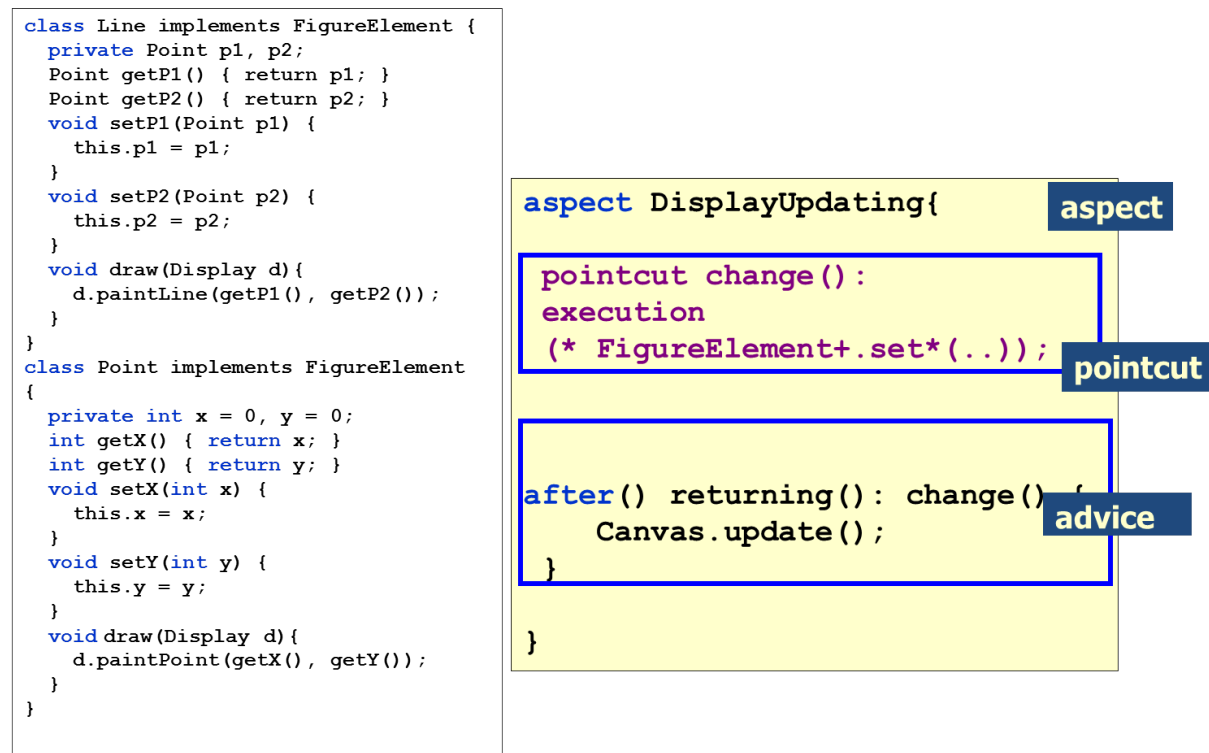 class Line implements FigureElement {
private Point p1, p2;
Point getP1() { return p1; }
Point getP2() { return p2; }
void setP1(Point p1) {
this.p1 = p1;
}
void setP2(Point p2) {
this.p2 = p2;
}
void draw(Display d){
d.paintLine(getP1(), getP2());
}
}
class Point implements FigureElement
{
private int x = 0, y = 0;
int getX() { return x; }
int getY() { return y; }
void setX(int x) {
this.x = x;
}
void setY(int y) {
this.y = y;
}
void draw(Display d){
d.paintPoint(getX(), getY());
}
}
aspect DisplayUpdating{
aspect
pointcut change():
execution
(* FigureElement+.set*(..));
pointcut
after() returning(): change() {
advice
Canvas.update();
}
}